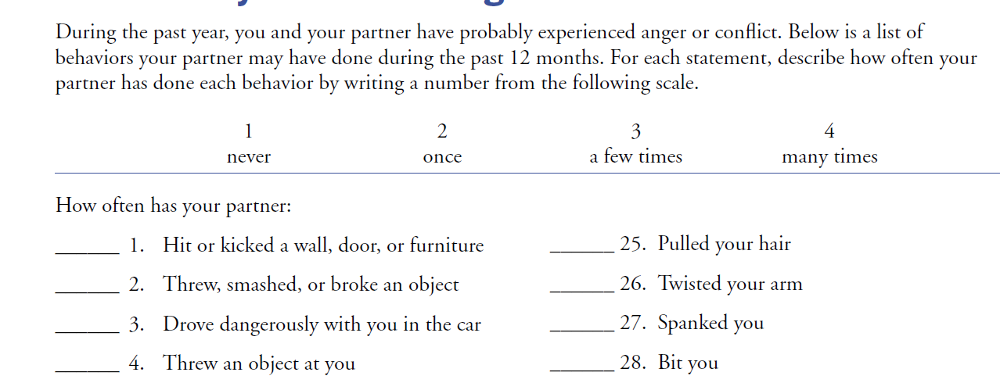 During the past year, you and your partner have probably experienced anger or conflict. Below is a list of
behaviors your partner may have done during the past 12 months. For each statement, describe how often your
partner has done each behavior by writing a number from the following scale.
1 2 3 4
never once a few times many times
How often has your partner:
______ 1. Hit or kicked a wall, door, or furniture
______ 2. Threw, smashed, or broke an object
______ 3. Drove dangerously with you in the car
______ 4. Threw an object at you
______ 25. Pulled your hair
______ 26. Twisted your arm
______ 27. Spanked you
______ 28. Bit you